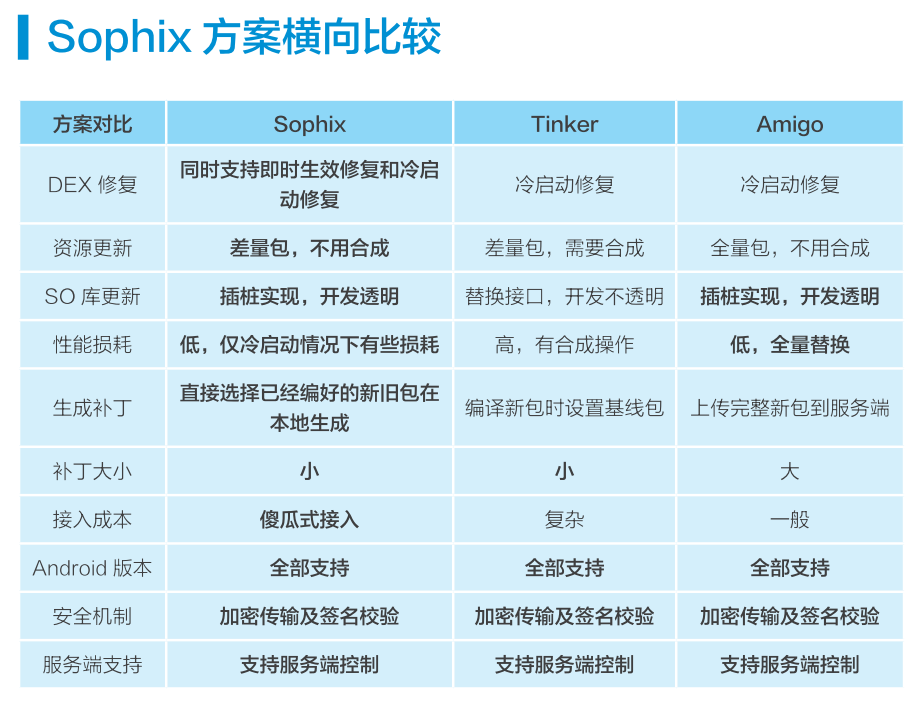 Sophix 方案横向比较
方案对比 Sophix Tinker Amigo
DEX 修复 同时支持即时生效修复和冷启 冷启动修复 冷启动修复
动修复
资源更新 差量包，不用合成 差量包，需要合成 全量包，不用合成
SO 库更新 插桩实现，开发透明 替换接口，开发不透明 插桩实现，开发透明
性能损耗 低，仅冷启动情况下有些损耗 高，有合成操作 低，全量替换
生成补丁 直接选择已经编好的新旧包在 编译新包时设置基线包 上传完整新包到服务端
本地生成
补丁大小 小 小 大
接入成本 傻瓜式接入 复杂 一般
Android 版本 全部支持 全部支持 全部支持
安全机制 加密传输及签名校验 加密传输及签名校验 加密传输及签名校验
服务端支持 支持服务端控制 支持服务端控制 支持服务端控制